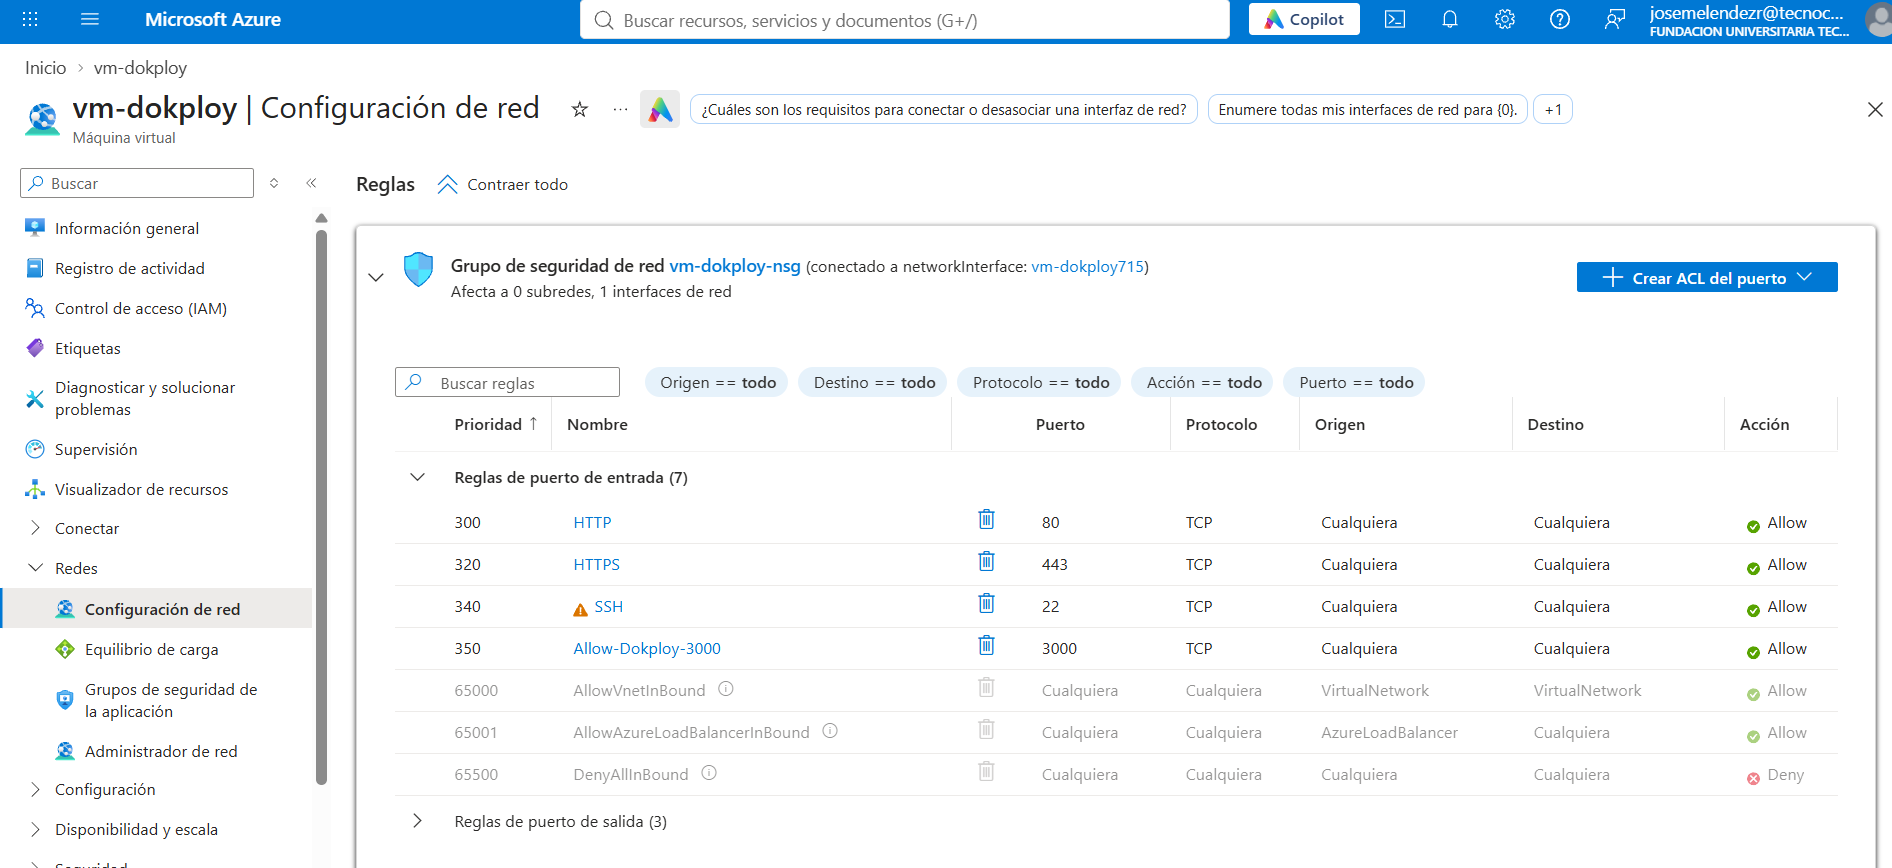 Microsoft Azure
Buscar recursos, servicios y documentos (G+/)
Copilot
josemelendezr@tecnoc...
FUNDACION UNIVERSITARIA TEC...
Inicio > vm-dokploy
vm-dokploy | Configuración de red
Máquina virtual
¿Cuáles son los requisitos para conectar o desasociar una interfaz de red?
Enumere todas mis interfaces de red para {0}.
+1
Buscar
Información general
Registro de actividad
Control de acceso (IAM)
Etiquetas
Diagnosticar y solucionar
problemas
Supervisión
Visualizador de recursos
Conectar
Redes
Configuración de red
Equilibrio de carga
Grupos de seguridad de
la aplicación
Administrador de red
Configuración
Disponibilidad y escala
Seguridad
Reglas
Contraer todo
Grupo de seguridad de red vm-dokploy-nsg (conectado a networkInterface: vm-dokploy715)
Afecta a 0 subredes, 1 interfaces de red
Crear ACL del puerto
Buscar reglas
Origen == todo
Destino == todo
Protocolo == todo
Acción == todo
Puerto == todo
Prioridad ↑ Nombre Puerto Protocolo Origen Destino Acción
Reglas de puerto de entrada (7)
300 HTTP 80 TCP Cualquiera Cualquiera Allow
320 HTTPS 443 TCP Cualquiera Cualquiera Allow
340 SSH 22 TCP Cualquiera Cualquiera Allow
350 Allow-Dokploy-3000 3000 TCP Cualquiera Cualquiera Allow
65000 AllowVnetInBound Cualquiera Cualquiera VirtualNetwork VirtualNetwork Allow
65001 AllowAzureLoadBalancerInBound Cualquiera Cualquiera AzureLoadBalancer Cualquiera Allow
65500 DenyAllInBound Cualquiera Cualquiera Cualquiera Cualquiera Deny
Reglas de puerto de salida (3)